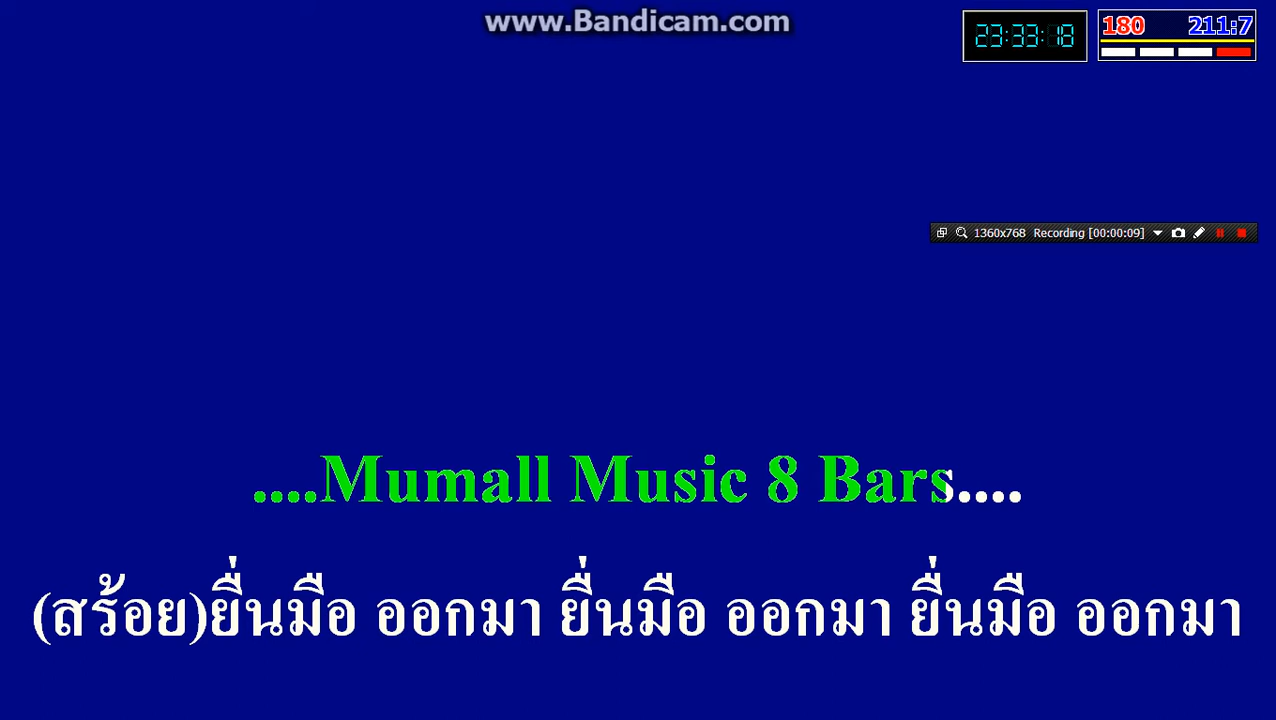 www.Bandicam.com
23:33:18
180 211:7
1360x768 Recording [00:00:09]
....Mumall Music 8 Bars....
(สร้อย)ยื่นมือ ออกมา ยื่นมือ ออกมา ยื่นมือ ออกมา